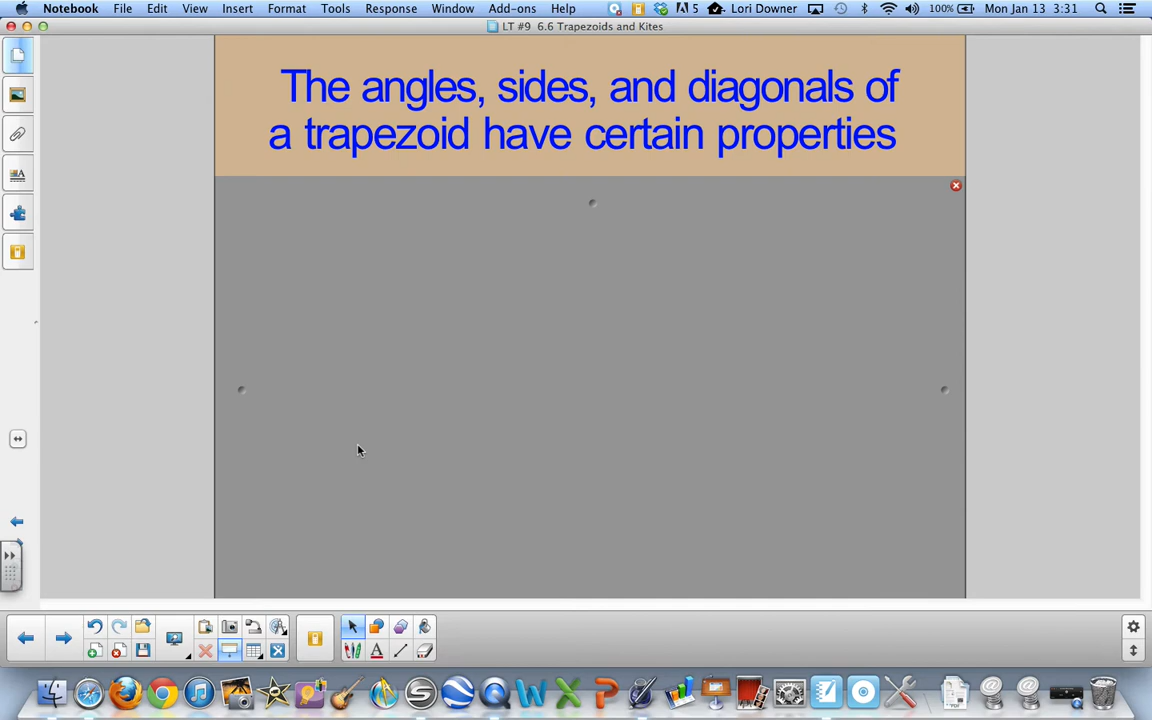 Notebook File Edit View Insert Format Tools Response Window Add-ons Help 5 Lori Downer 100% Mon Jan 13 3:31
LT #9 6.6 Trapezoids and Kites
The angles, sides, and diagonals of
a trapezoid have certain properties